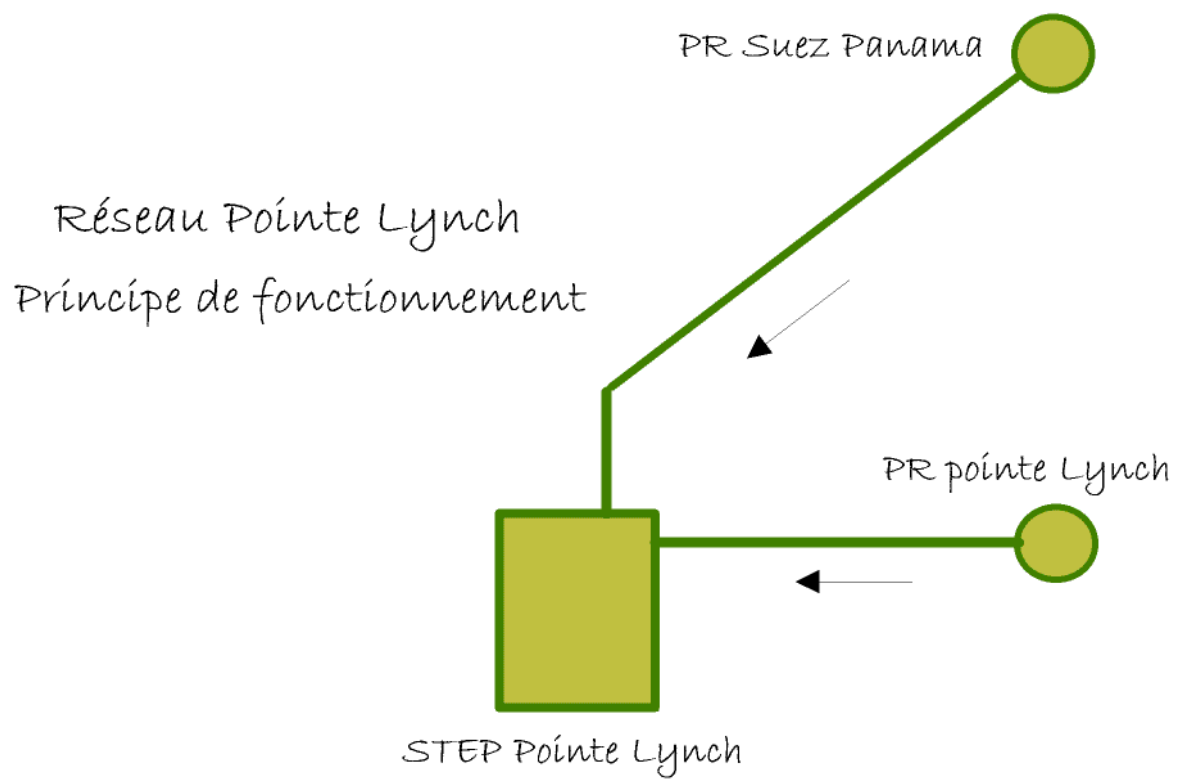 PR Suez Panama
Réseau Pointe Lynch
Principe de fonctionnement
PR pointe Lynch
STEP Pointe Lynch